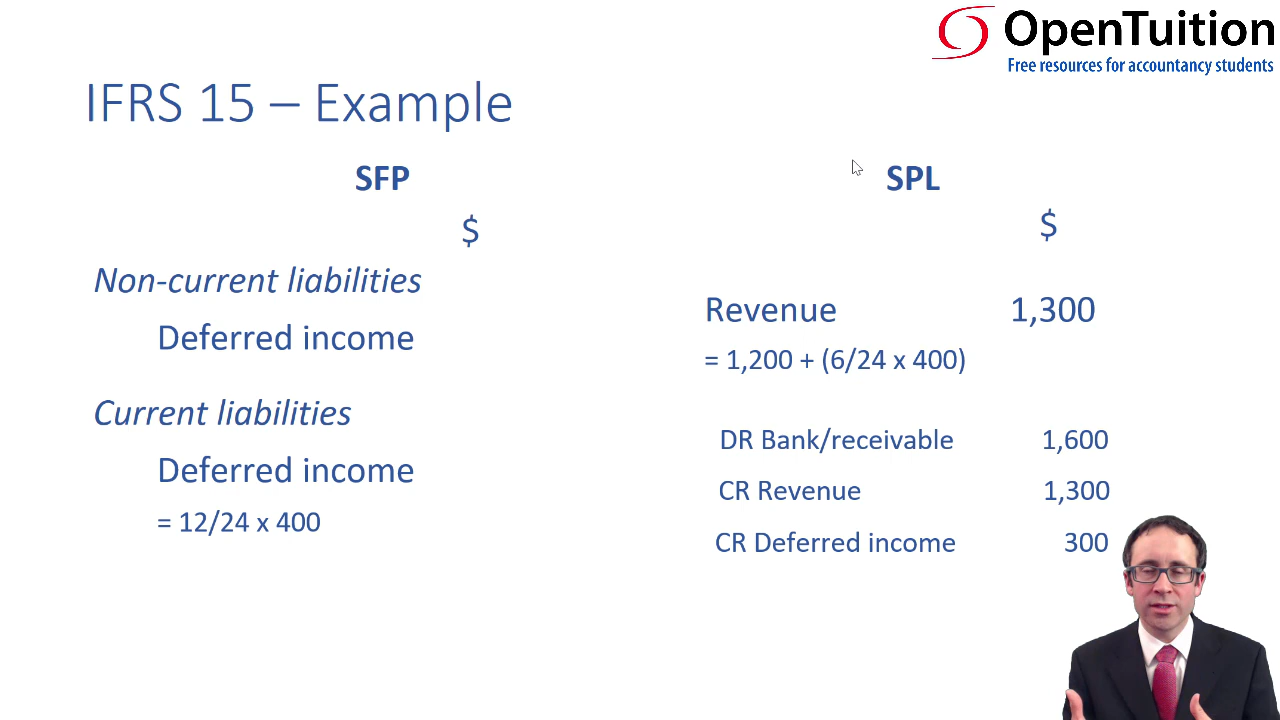 OpenTuition
Free resources for accountancy students
IFRS 15 – Example
SFP
$
Non-current liabilities
Deferred income
Current liabilities
Deferred income
= 12/24 x 400
SPL
$
Revenue 1,300
= 1,200 + (6/24 x 400)
DR Bank/receivable 1,600
CR Revenue 1,300
CR Deferred income 300